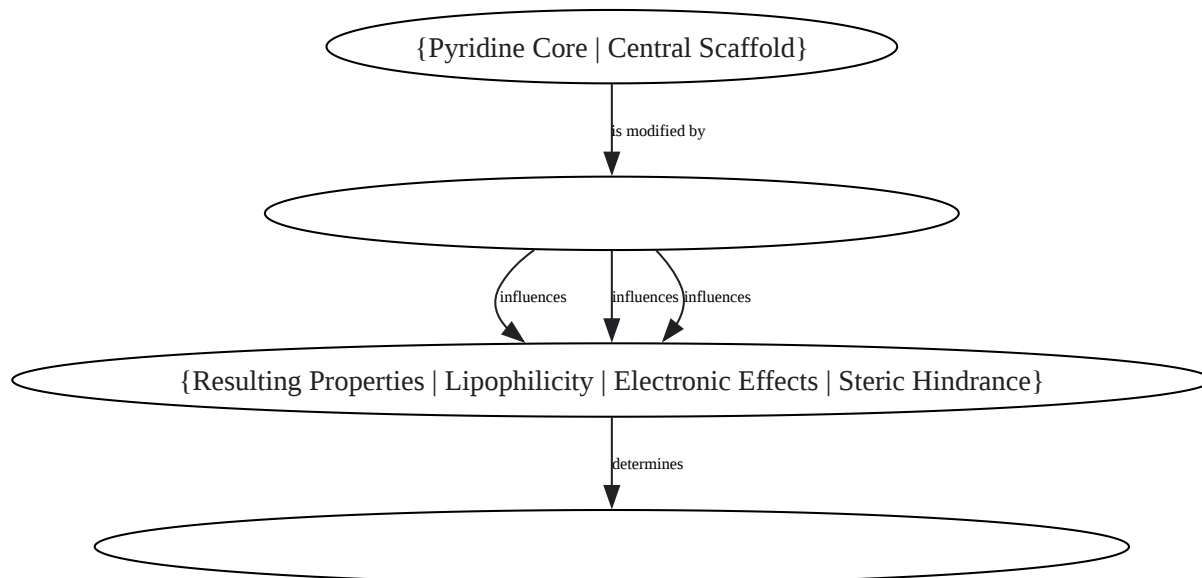 {Pyridine Core | Central Scaffold}
is modified by
influences
influences
influences
{Resulting Properties | Lipophilicity | Electronic Effects | Steric Hindrance}
determines